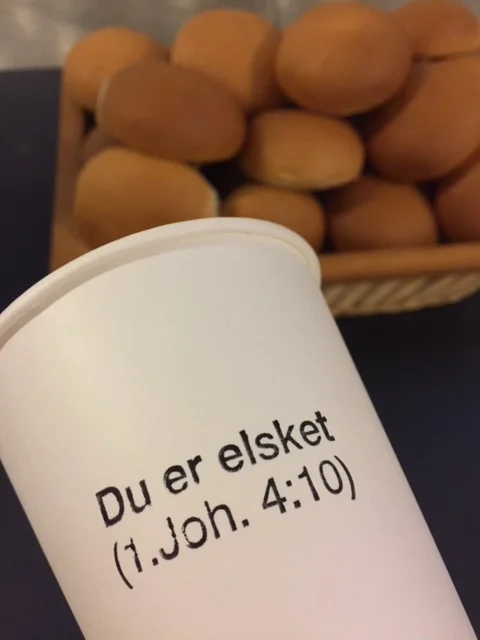 Du er elsket
(1.Joh. 4:10)